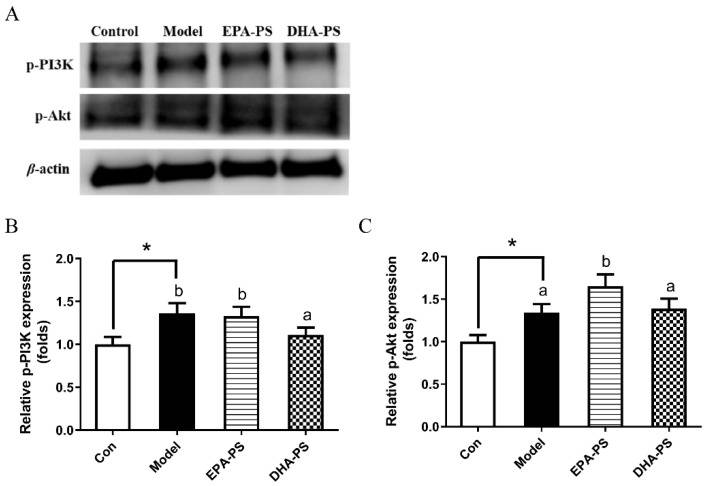 A
Control Model EPA-PS DHA-PS
p-PI3K
p-Akt
β-actin
B
Relative p-PI3K expression
(folds)
2.0
1.5
1.0
0.5
0.0
*
b
b
a
Con
Model
EPA-PS
DHA-PS
C
Relative p-Akt expression
(folds)
2.0
1.5
1.0
0.5
0.0
*
a
b
a
Con
Model
EPA-PS
DHA-PS